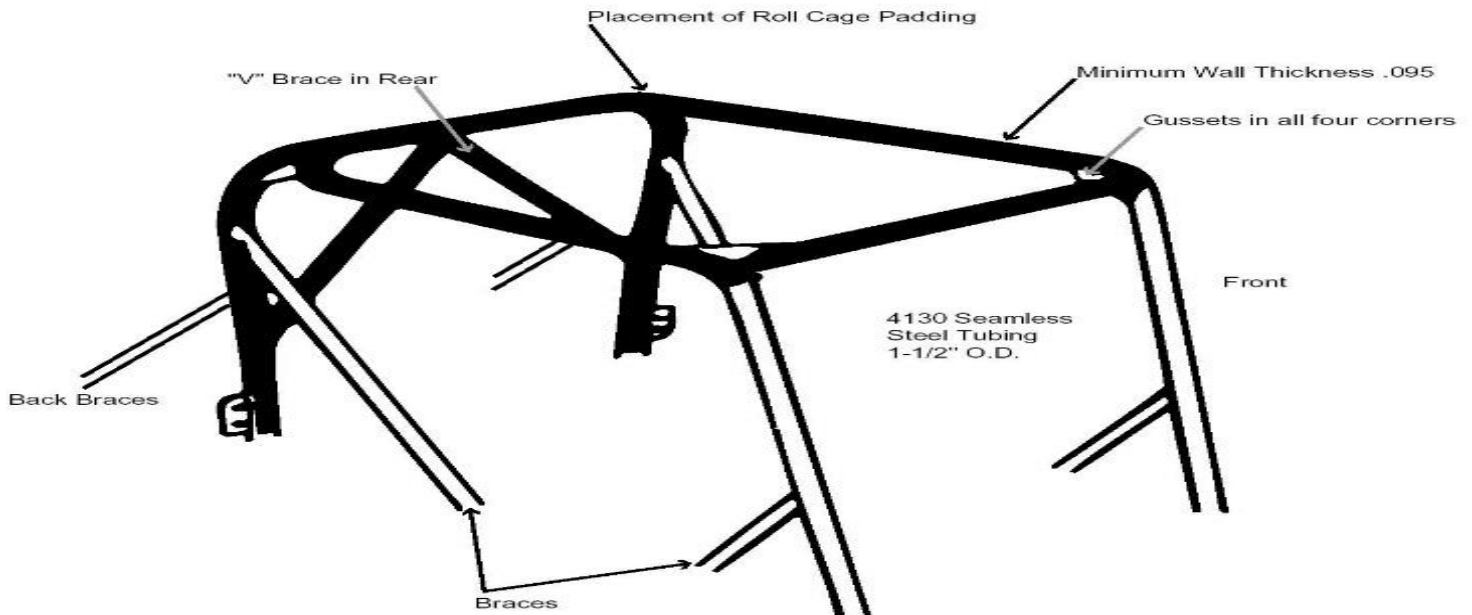 Placement of Roll Cage Padding
"V" Brace in Rear
Minimum Wall Thickness .095
Gussets in all four corners
Front
4130 Seamless
Steel Tubing
1-1/2" O.D.
Back Braces
Braces